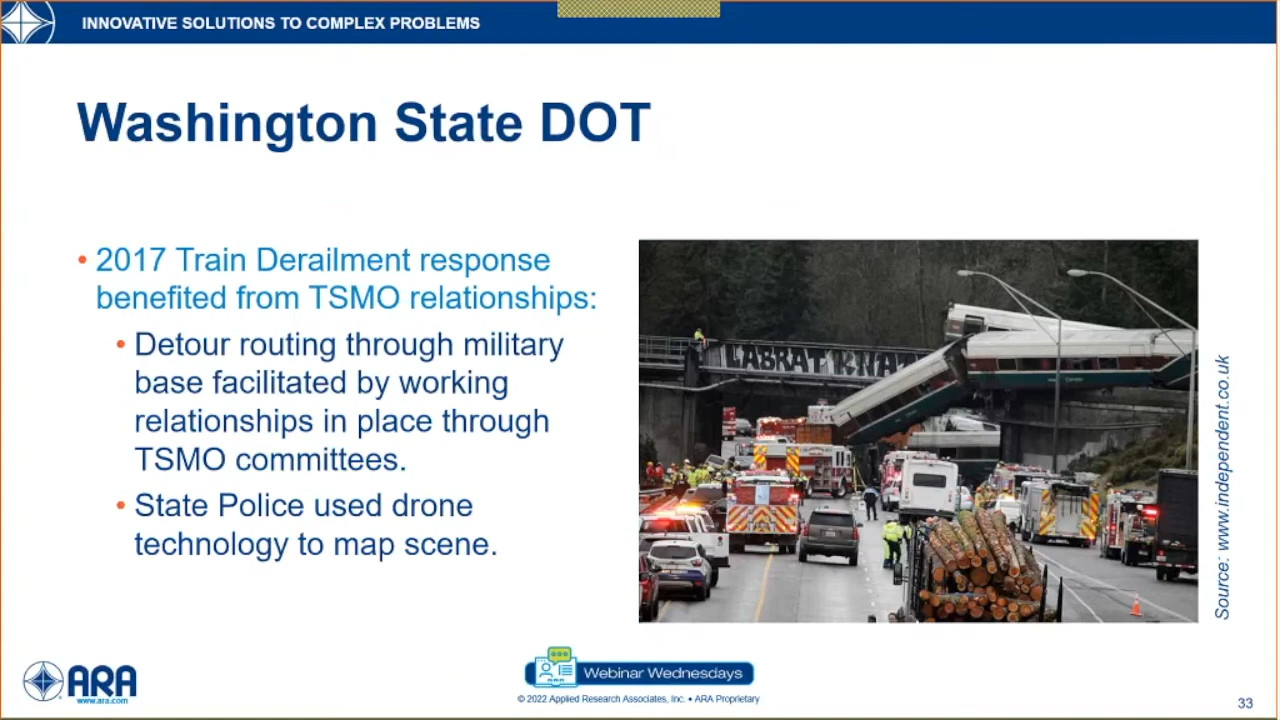 INNOVATIVE SOLUTIONS TO COMPLEX PROBLEMS
Washington State DOT
• 2017 Train Derailment response
benefited from TSMO relationships:
• Detour routing through military
base facilitated by working
relationships in place through
TSMO committees.
• State Police used drone
technology to map scene.
LABRAT
Source: www.independent.co.uk
ARA
www.ara.com
Webinar Wednesdays
© 2022 Applied Research Associates, Inc. • ARA Proprietary
33